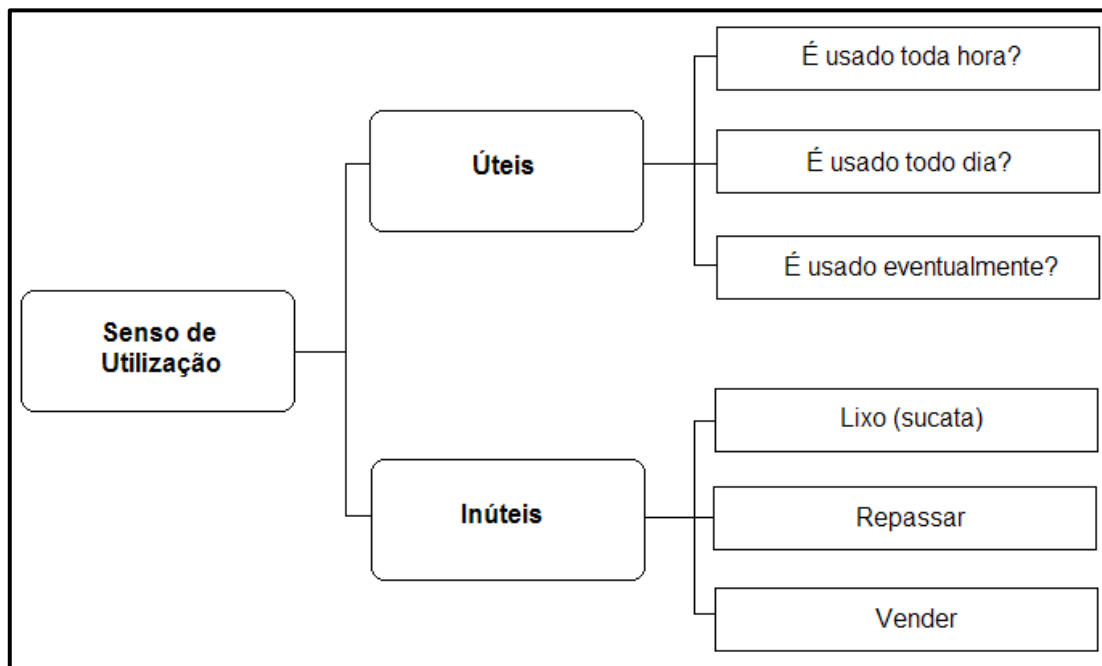 Senso de
Utilização
Úteis
É usado toda hora?
É usado todo dia?
É usado eventualmente?
Inúteis
Lixo (sucata)
Repassar
Vender